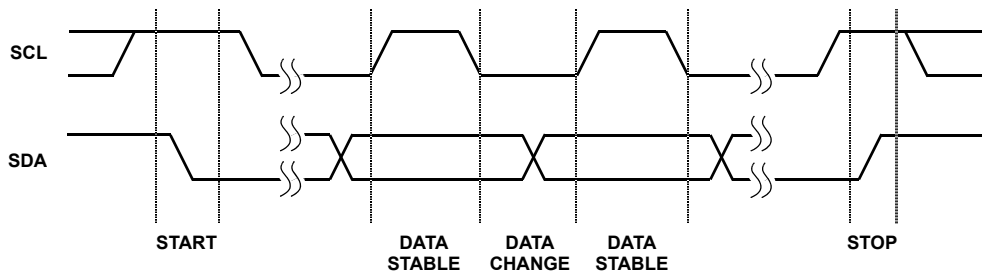 SCL
SDA
START
DATA
STABLE
DATA
CHANGE
DATA
STABLE
STOP